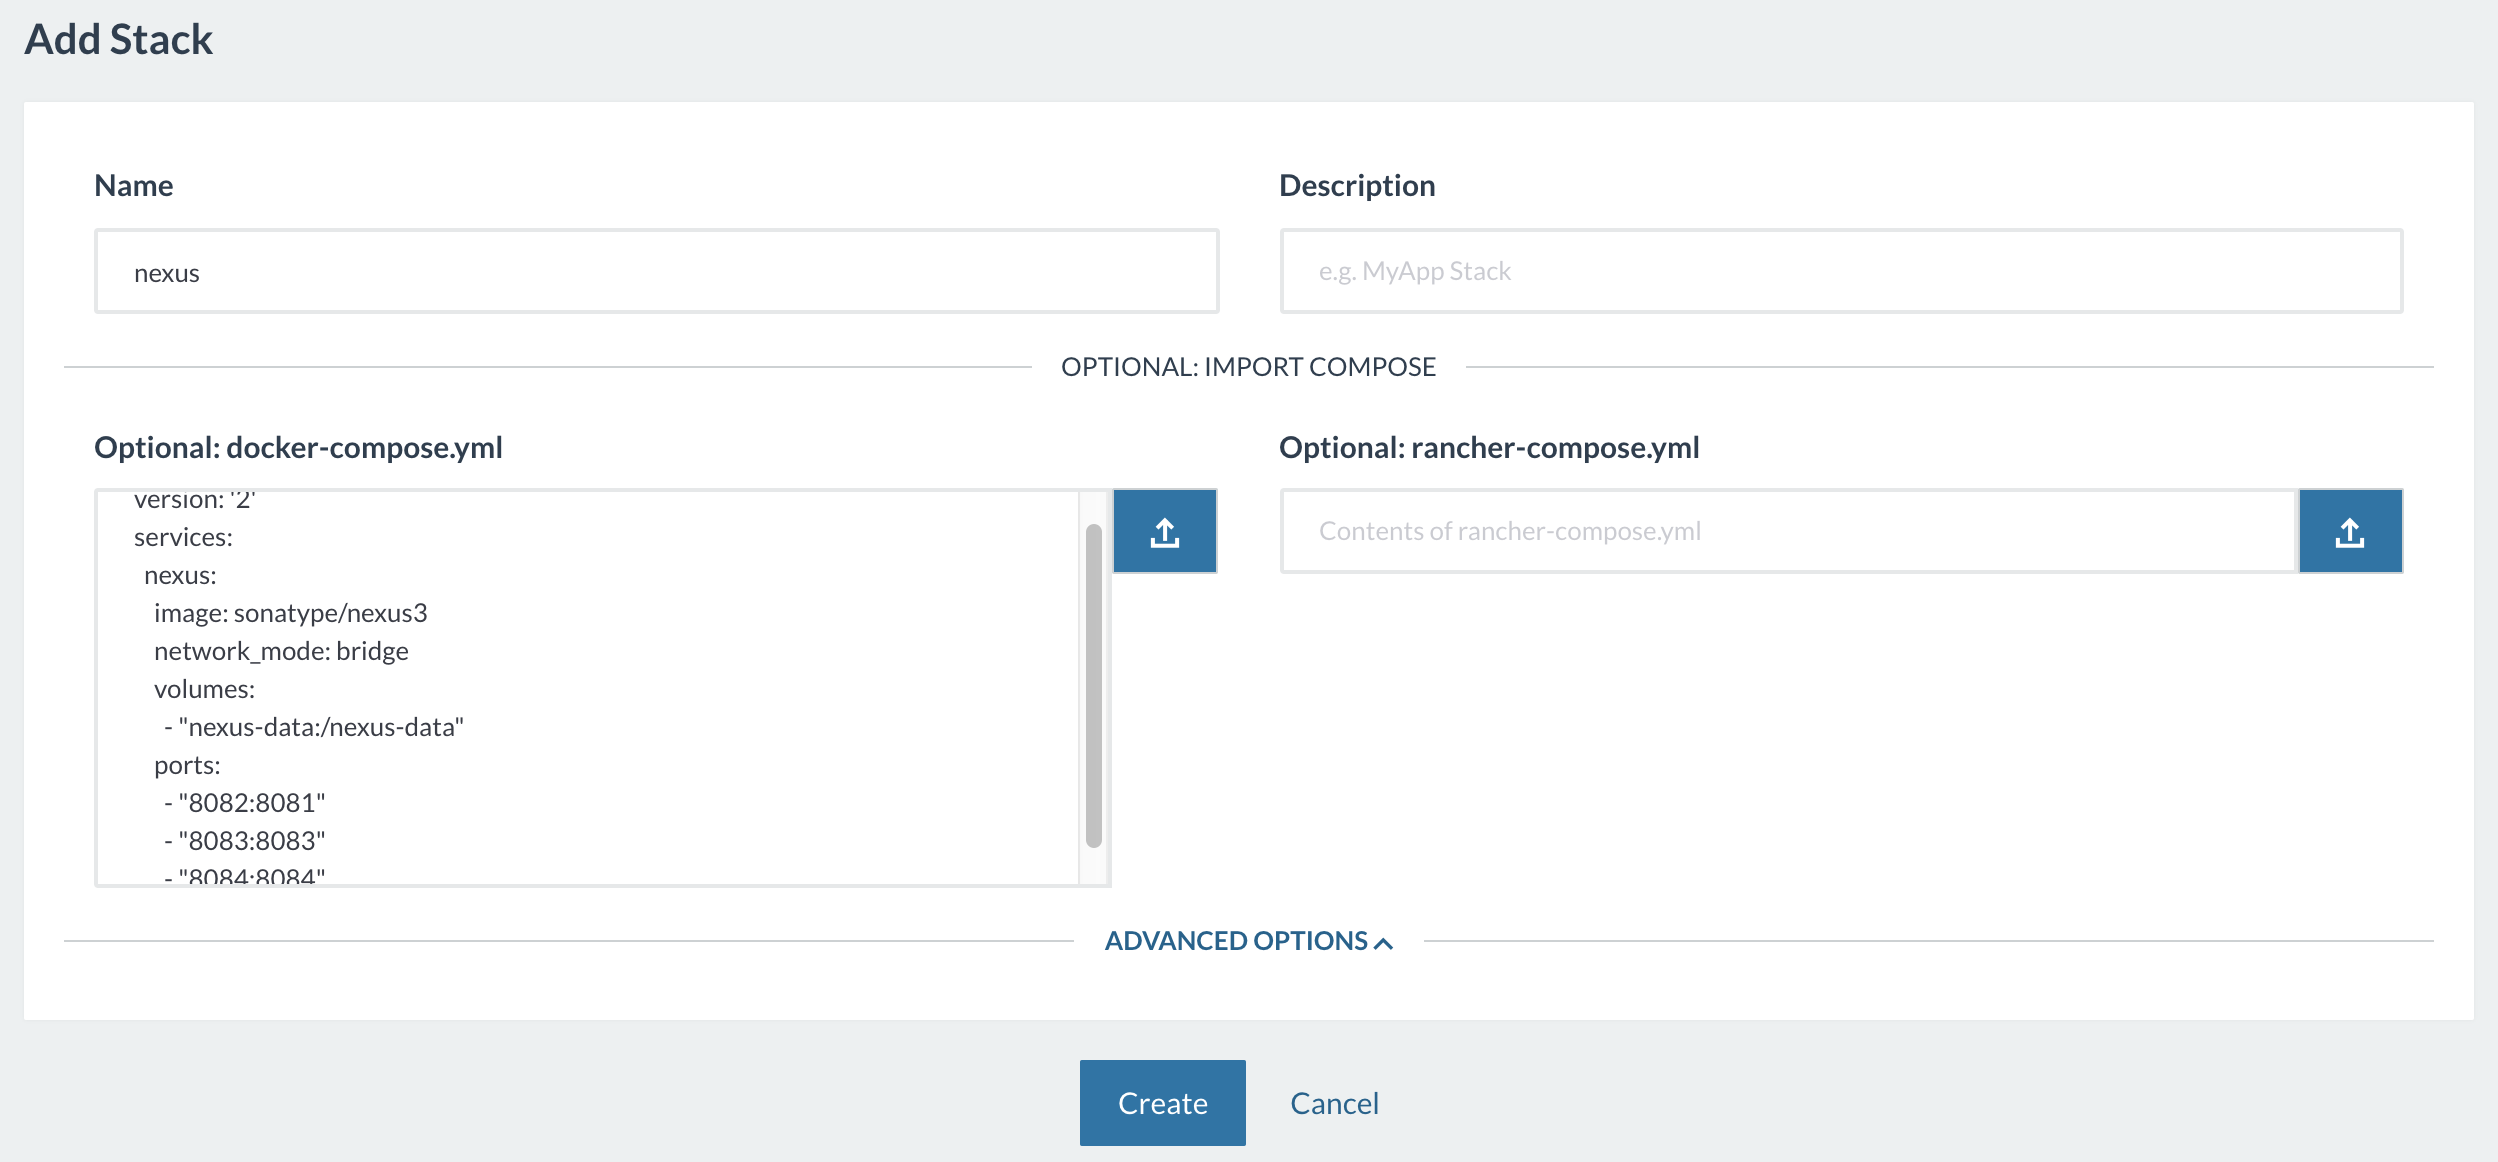 Add Stack
Name
Description
nexus
e.g. MyApp Stack
OPTIONAL: IMPORT COMPOSE
Optional: docker-compose.yml
Optional: rancher-compose.yml
version: '2'
services:
nexus:
image: sonatype/nexus3
network_mode: bridge
volumes:
- "nexus-data:/nexus-data"
ports:
- "8082:8081"
- "8083:8083"
- "8084:8084"
Contents of rancher-compose.yml
ADVANCED OPTIONS
Create
Cancel